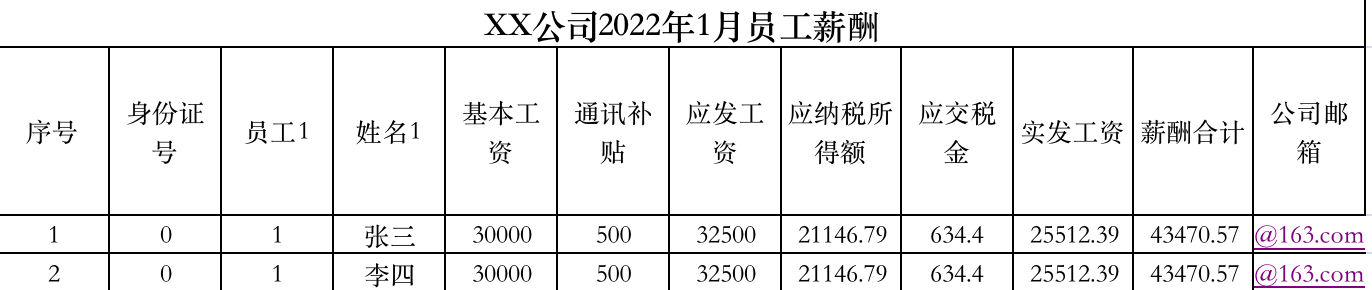 XX公司2022年1月员工薪酬
序号 身份证号 员工1 姓名1 基本工资 通讯补贴 应发工资 应纳税所得额 应交税金 实发工资 薪酬合计 公司邮箱
1 0 1 张三 30000 500 32500 21146.79 634.4 25512.39 43470.57 @163.com
2 0 1 李四 30000 500 32500 21146.79 634.4 25512.39 43470.57 @163.com